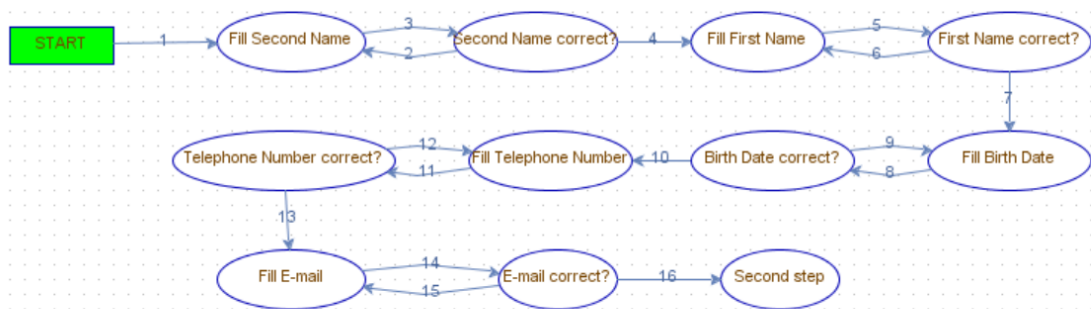 START
1
Fill Second Name
3
2
Second Name correct?
4
Fill First Name
5
6
First Name correct?
7
Telephone Number correct?
12
11
Fill Telephone Number
10
Birth Date correct?
9
8
Fill Birth Date
13
Fill E-mail
14
15
E-mail correct?
16
Second step